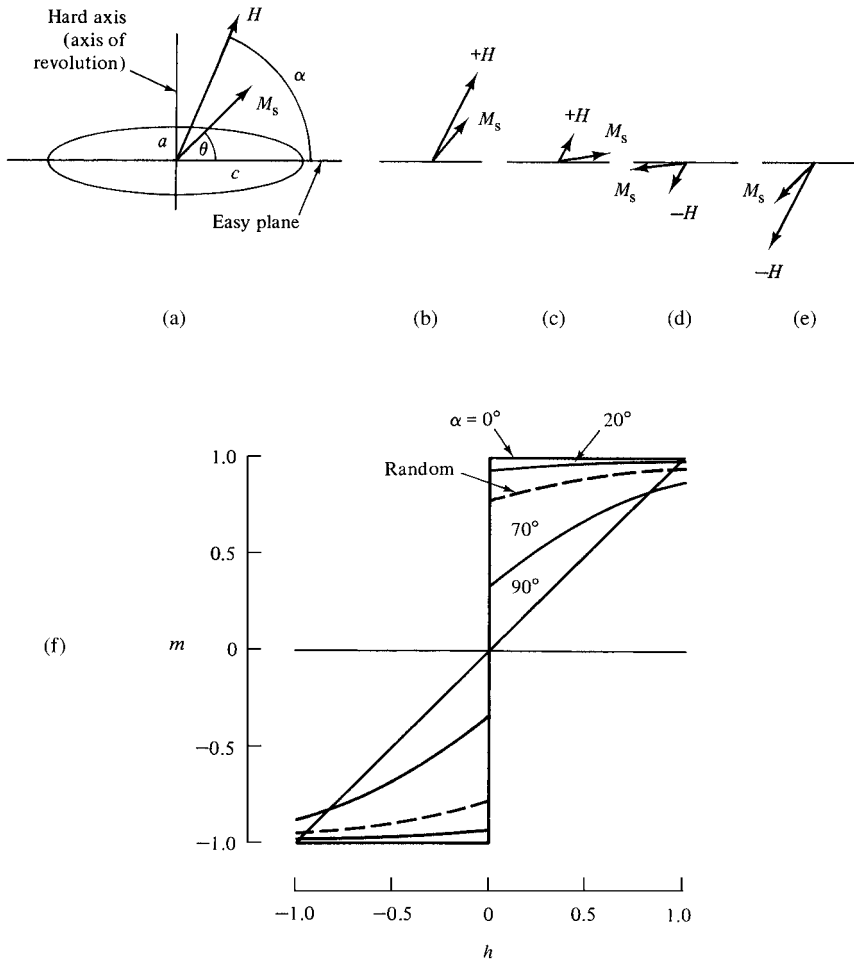 Hard axis
(axis of
revolution)
H
α
M_s
a
θ
c
Easy plane
+H
M_s
+H
M_s
M_s
−H
M_s
−H
(a)
(b)
(c)
(d)
(e)
α = 0°
20°
Random
70°
90°
(f)
m
1.0
0.5
0
−0.5
−1.0
−1.0
−0.5
0
0.5
1.0
h